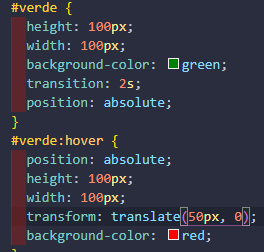 #verde {
height: 100px;
width: 100px;
background-color: green;
transition: 2s;
position: absolute;
}
#verde:hover {
position: absolute;
height: 100px;
width: 100px;
transform: translate(50px, 0);
background-color: red;